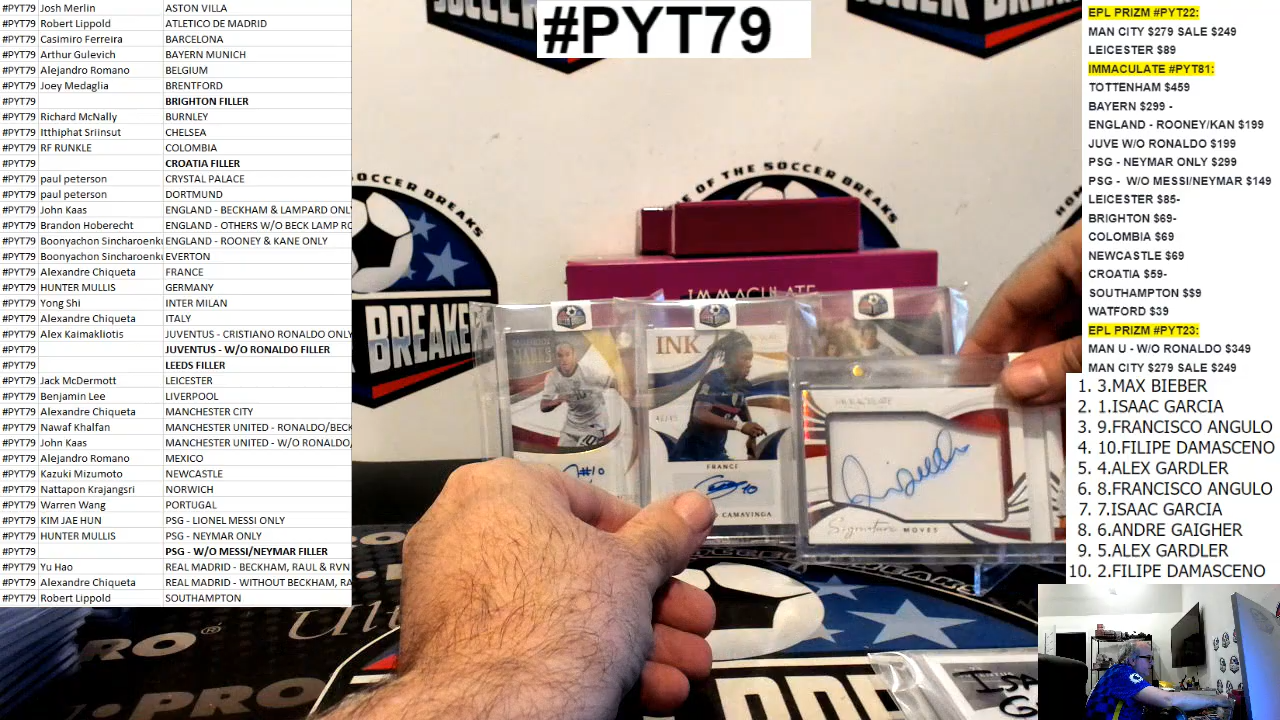 #PYT79 Josh Merlin ASTON VILLA
#PYT79 Robert Lippold ATLETICO DE MADRID
#PYT79 Casimiro Ferreira BARCELONA
#PYT79 Arthur Gulevich BAYERN MUNICH
#PYT79 Alejandro Romano BELGIUM
#PYT79 Joey Medaglia BRENTFORD
#PYT79 BRIGHTON FILLER
#PYT79 Richard McNally BURNLEY
#PYT79 Itthiphat Sriinsut CHELSEA
#PYT79 RF RUNKLE COLOMBIA
#PYT79 CROATIA FILLER
#PYT79 paul peterson CRYSTAL PALACE
#PYT79 paul peterson DORTMUND
#PYT79 John Kaas ENGLAND - BECKHAM & LAMPARD ONLY
#PYT79 Brandon Hoberecht ENGLAND - OTHERS W/O BECK LAMP RO
#PYT79 Boonyachon Sincharoenku ENGLAND - ROONEY & KANE ONLY
#PYT79 Boonyachon Sincharoenku EVERTON
#PYT79 Alexandre Chiqueta FRANCE
#PYT79 HUNTER MULLIS GERMANY
#PYT79 Yong Shi INTER MILAN
#PYT79 Alexandre Chiqueta ITALY
#PYT79 Alex Kaimakliotis JUVENTUS - CRISTIANO RONALDO ONLY
#PYT79 JUVENTUS - W/O RONALDO FILLER
#PYT79 LEEDS FILLER
#PYT79 Jack McDermott LEICESTER
#PYT79 Benjamin Lee LIVERPOOL
#PYT79 Alexandre Chiqueta MANCHESTER CITY
#PYT79 Nawaf Khalfan MANCHESTER UNITED - RONALDO/BECK
#PYT79 John Kaas MANCHESTER UNITED - W/O RONALDO/
#PYT79 Alejandro Romano MEXICO
#PYT79 Kazuki Mizumoto NEWCASTLE
#PYT79 Nattapon Krajangsri NORWICH
#PYT79 Warren Wang PORTUGAL
#PYT79 KIM JAE HUN PSG - LIONEL MESSI ONLY
#PYT79 HUNTER MULLIS PSG - NEYMAR ONLY
#PYT79 PSG - W/O MESSI/NEYMAR FILLER
#PYT79 Yu Hao REAL MADRID - BECKHAM, RAUL & RVN
#PYT79 Alexandre Chiqueta REAL MADRID - WITHOUT BECKHAM, RA
#PYT79 Robert Lippold SOUTHAMPTON
#PYT79
SOCCER BREAKS
SOCCER BREAKS
BREAKE
OF THE SOCCER BREAKS
HOM
IMMACULATE
INK
FRANCE
CAMAVINGA
IMMACULATE
Signature MOVES
PRO
Ult
PRO
EPL PRIZM #PYT22:
MAN CITY $279 SALE $249
LEICESTER $89
IMMACULATE #PYT81:
TOTTENHAM $459
BAYERN $299 -
ENGLAND - ROONEY/KAN $199
JUVE W/O RONALDO $199
PSG - NEYMAR ONLY $299
PSG - W/O MESSI/NEYMAR $149
LEICESTER $85-
BRIGHTON $69-
COLOMBIA $69
NEWCASTLE $69
CROATIA $59-
SOUTHAMPTON $$9
WATFORD $39
EPL PRIZM #PYT23:
MAN U - W/O RONALDO $349
MAN CITY $279 SALE $249
1. 3.MAX BIEBER
2. 1.ISAAC GARCIA
3. 9.FRANCISCO ANGULO
4. 10.FILIPE DAMASCENO
5. 4.ALEX GARDLER
6. 8.FRANCISCO ANGULO
7. 7.ISAAC GARCIA
8. 6.ANDRE GAIGHER
9. 5.ALEX GARDLER
10. 2.FILIPE DAMASCENO